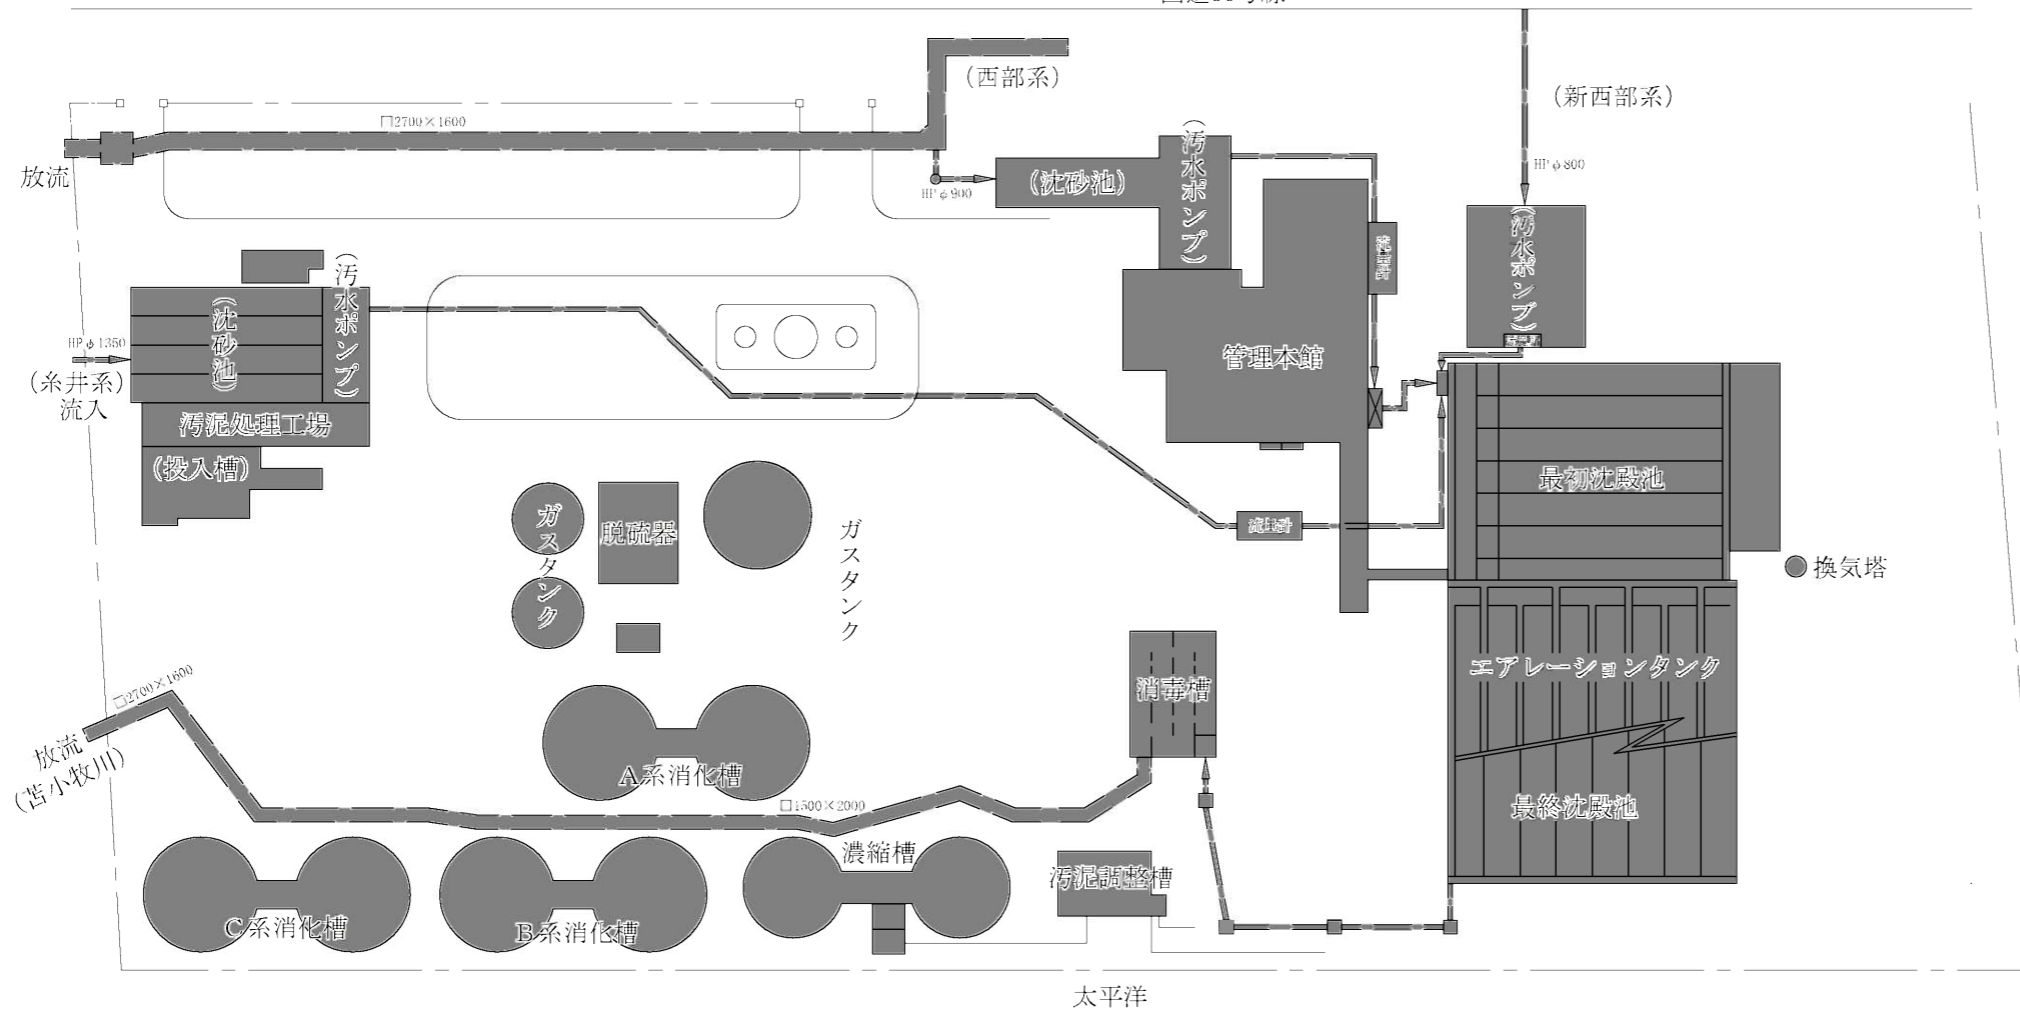 (西部系)
(新西部系)
□2700×1600
HPφ800
放流
HPφ900
(沈砂池)
(汚水ポンプ)
(汚水ポンプ)
(汚水ポンプ)
(沈砂池)
HPφ1350
(糸井系)
流入
管理本館
汚泥処理工場
(投入槽)
最初沈殿池
ガスタンク
脱硫器
ガスタンク
流量計
換気塔
エアレーションタンク
消毒槽
□2700×1600
放流
(苫小牧川)
A系消化槽
□1500×2000
最終沈殿池
濃縮槽
汚泥調整槽
C系消化槽
B系消化槽
太平洋